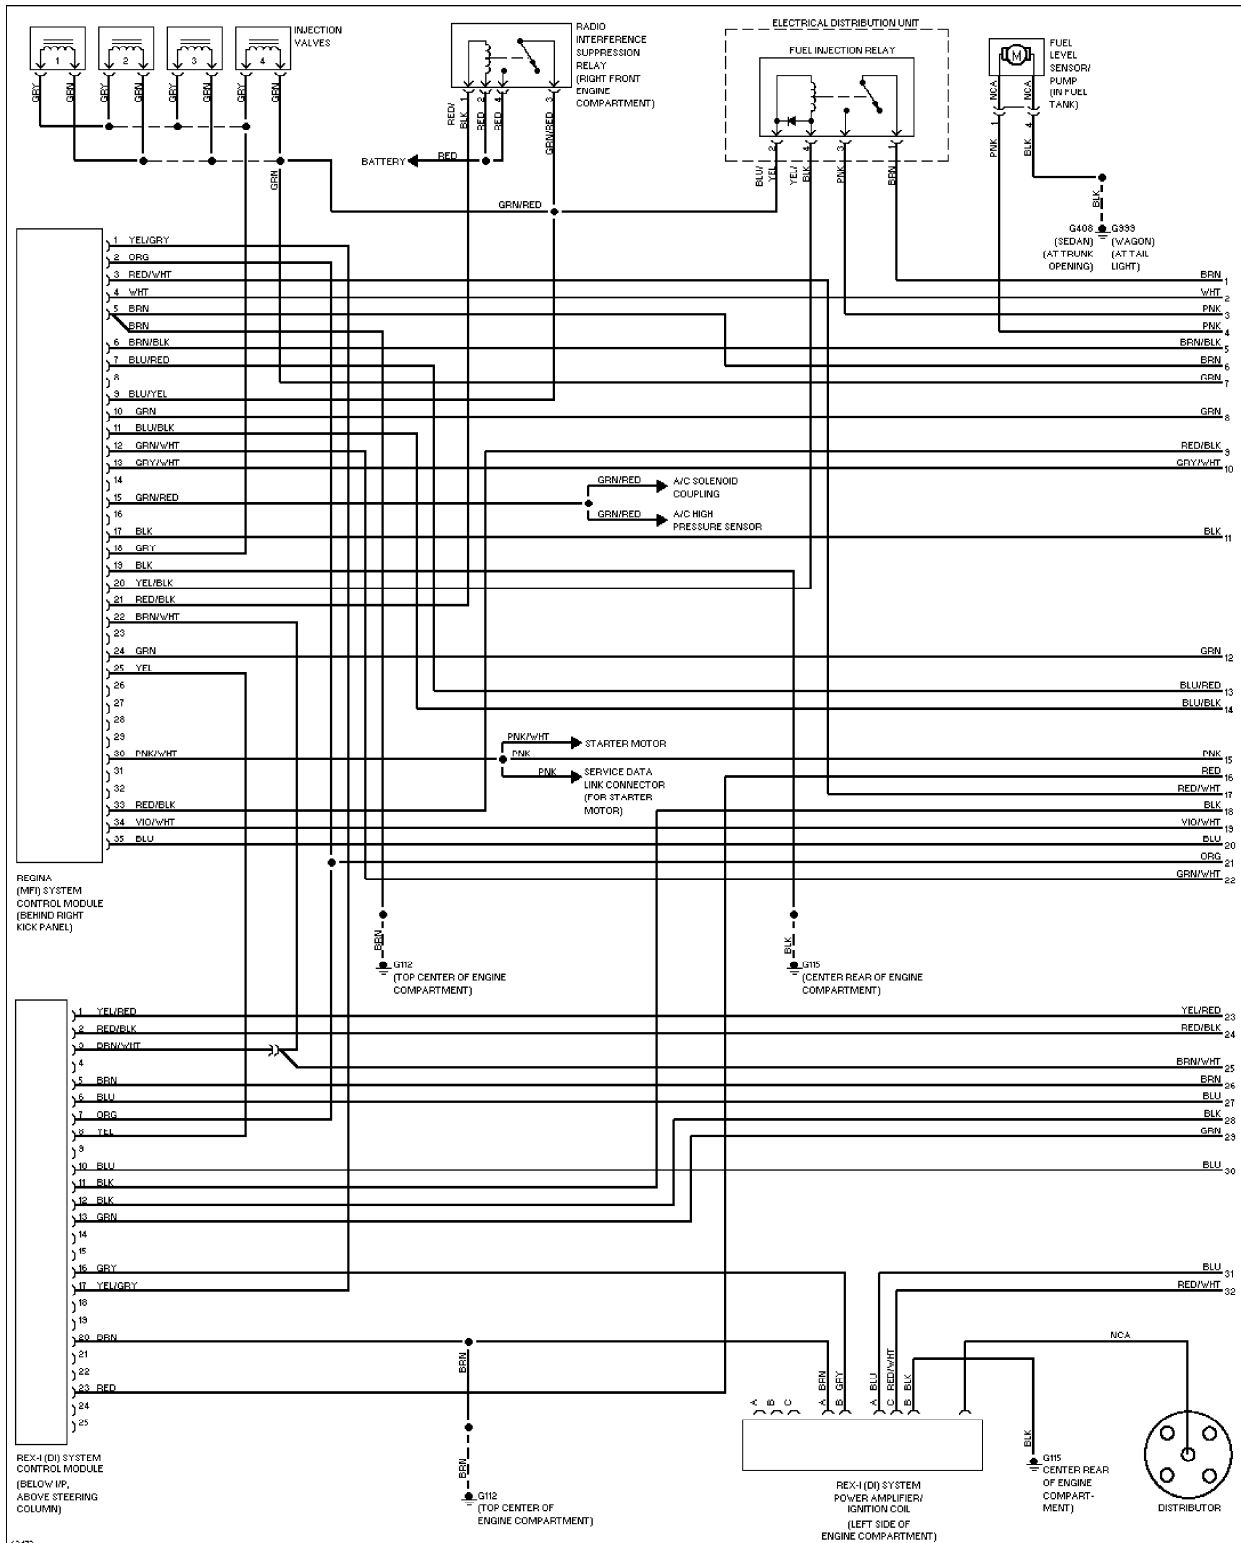 INJECTION
VALVES
1
2
3
4
GRY
GRN
GRY
GRN
GRY
GRN
GRY
GRN
GRN
RADIO
INTERFERENCE
SUPPRESSION
RELAY
(RIGHT FRONT
ENGINE
COMPARTMENT)
RED/
BLK
1
RED
2
RED
4
GRN/RED
3
BATTERY
RED
GRN/RED
ELECTRICAL DISTRIBUTION UNIT
FUEL INJECTION RELAY
BLU/
YEL
2
YEL/
BLK
4
PNK
3
BRN
1
M
FUEL
LEVEL
SENSOR/
PUMP
(IN FUEL
TANK)
NCA
NCA
1
4
PNK
BLK
BLK
G408
(SEDAN)
(AT TRUNK
OPENING)
G999
(WAGON)
(AT TAIL
LIGHT)
1 YEL/GRY
2 ORG
3 RED/WHT
4 WHT
5 BRN
BRN
6 BRN/BLK
7 BLU/RED
8
9 BLU/YEL
10 GRN
11 BLU/BLK
12 GRN/WHT
13 GRY/WHT
14
15 GRN/RED
16
17 BLK
18 GRY
19 BLK
20 YEL/BLK
21 RED/BLK
22 BRN/WHT
23
24 GRN
25 YEL
26
27
28
29
30 PNK/WHT
31
32
33 RED/BLK
34 VIO/WHT
35 BLU
REGINA
(MFI) SYSTEM
CONTROL MODULE
(BEHIND RIGHT
KICK PANEL)
GRN/RED
A/C SOLENOID
COUPLING
GRN/RED
A/C HIGH
PRESSURE SENSOR
PNK/WHT
STARTER MOTOR
PNK
PNK
SERVICE DATA
LINK CONNECTOR
(FOR STARTER
MOTOR)
BRN 1
WHT 2
PNK 3
PNK 4
BRN/BLK 5
BRN 6
GRN 7
GRN 8
RED/BLK 9
GRY/WHT 10
BLK 11
GRN 12
BLU/RED 13
BLU/BLK 14
PNK 15
RED 16
RED/WHT 17
BLK 18
VIO/WHT 19
BLU 20
ORG 21
GRN/WHT 22
BRN
G112
(TOP CENTER OF ENGINE
COMPARTMENT)
BLK
G115
(CENTER REAR OF ENGINE
COMPARTMENT)
1 YEL/RED
2 RED/BLK
3 BRN/WHT
4
5 BRN
6 BLU
7 ORG
8 YEL
9
10 BLU
11 BLK
12 BLK
13 GRN
14
15
16 GRY
17 YEL/GRY
18
19
20 BRN
21
22
23 RED
24
25
REX-I (DI) SYSTEM
CONTROL MODULE
(BELOW I/P,
ABOVE STEERING
COLUMN)
YEL/RED 23
RED/BLK 24
BRN/WHT 25
BRN 26
BLU 27
BLK 28
GRN 29
BLU 30
BLU 31
RED/WHT 32
BRN
BRN
G112
(TOP CENTER OF
ENGINE COMPARTMENT)
A
B
C
A BRN
B GRY
A BLU
C RED/WHT
B BLK
NCA
REX-I (DI) SYSTEM
POWER AMPLIFIER/
IGNITION COIL
(LEFT SIDE OF
ENGINE COMPARTMENT)
BLK
G115
CENTER REAR
OF ENGINE
COMPART-
MENT)
DISTRIBUTOR